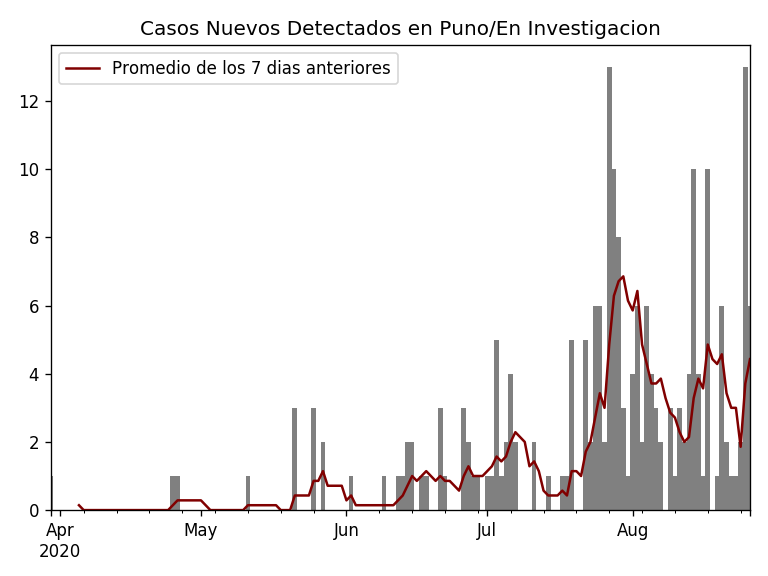 Casos Nuevos Detectados en Puno/En Investigacion
Promedio de los 7 dias anteriores
12
10
8
6
4
2
0
Apr May Jun Jul Aug
2020